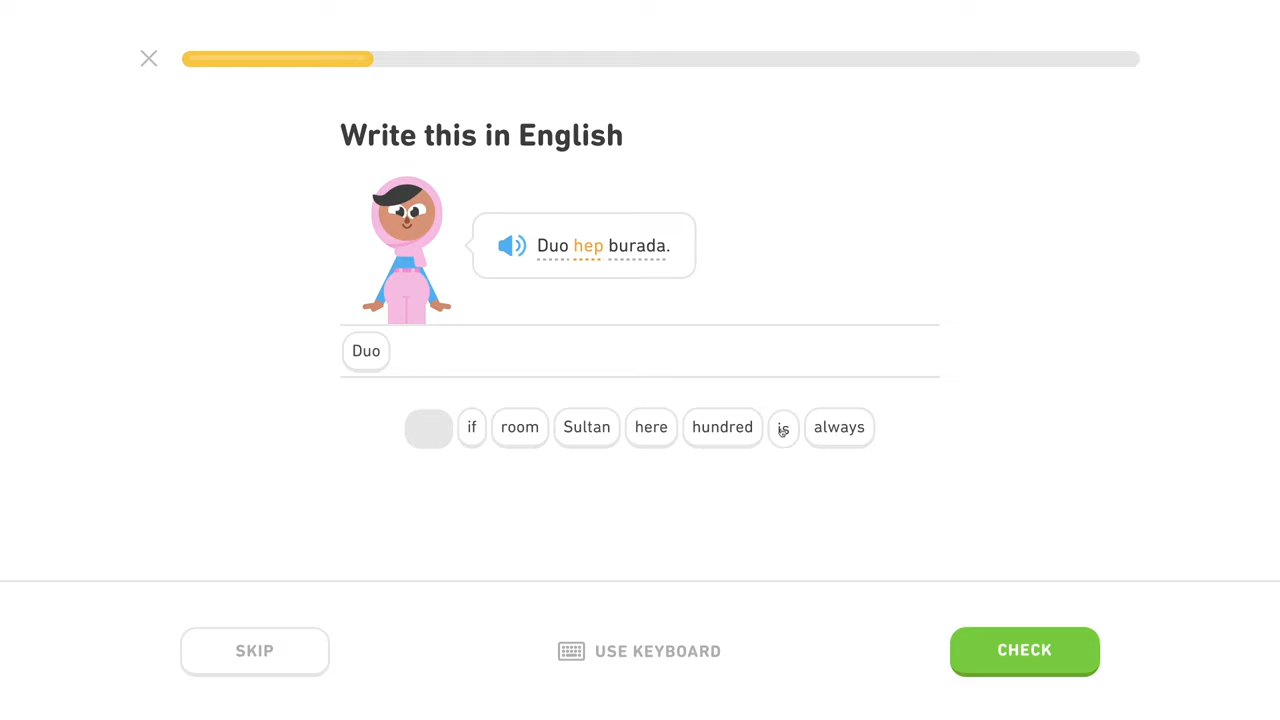 Write this in English
Duo hep burada.
Duo
if room Sultan here hundred is always
SKIP USE KEYBOARD CHECK